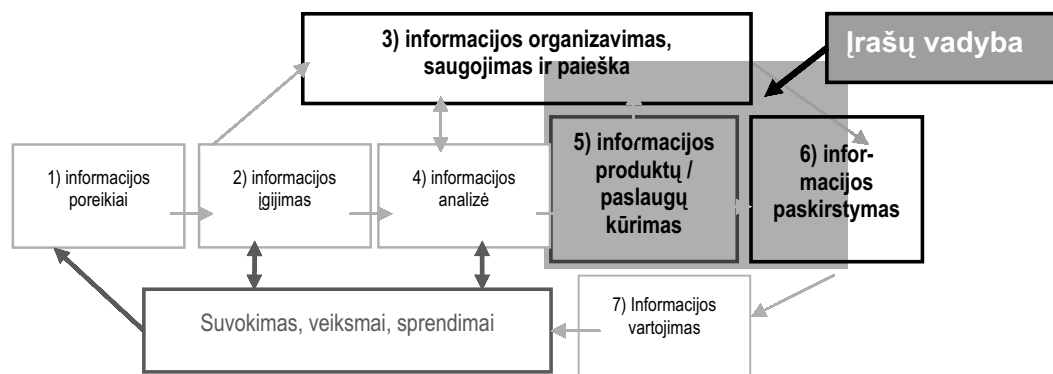 3) informacijos organizavimas,
saugojimas ir paieška
Įrašų vadyba
1) informacijos
poreikiai
2) informacijos
įgijimas
4) informacijos
analizė
5) informacijos
produktų /
paslaugų
kūrimas
6) infor-
macijos
paskirstymas
Suvokimas, veiksmai, sprendimai
7) Informacijos
vartojimas